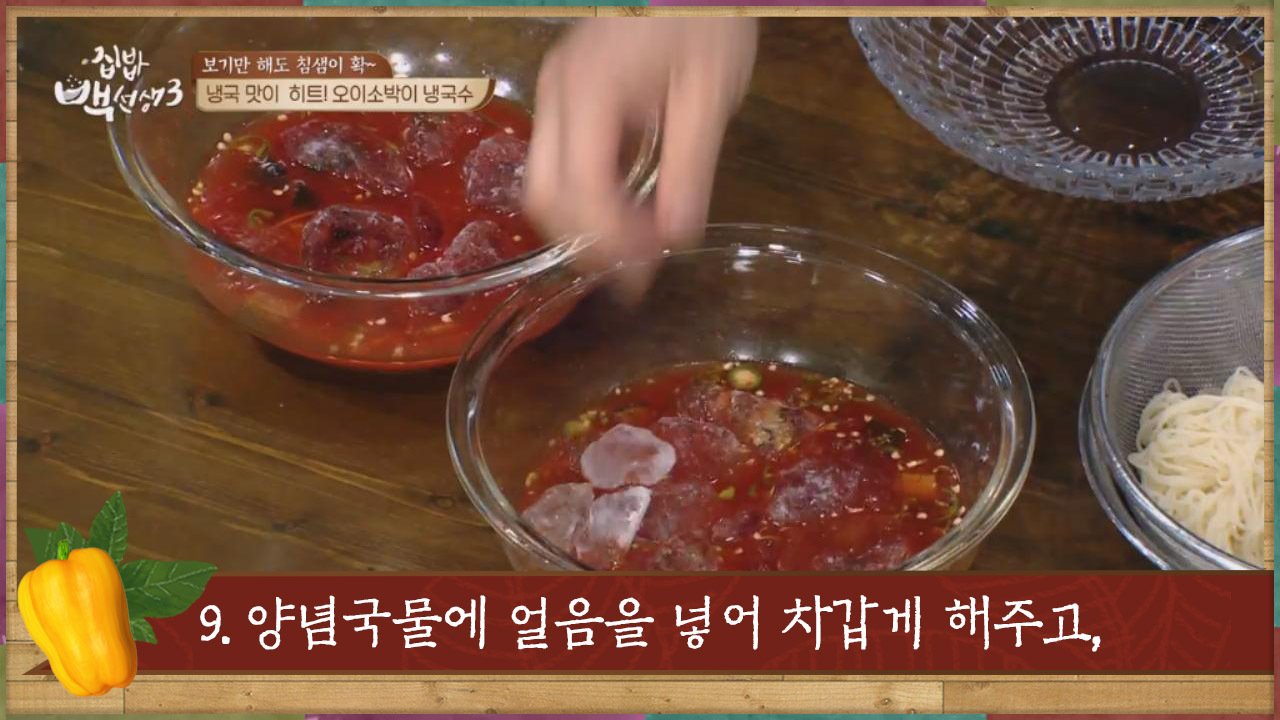 집밥
백선생3
보기만 해도 침샘이 확~
냉국 맛이 히트! 오이소박이 냉국수
9. 양념국물에 얼음을 넣어 차갑게 해주고,